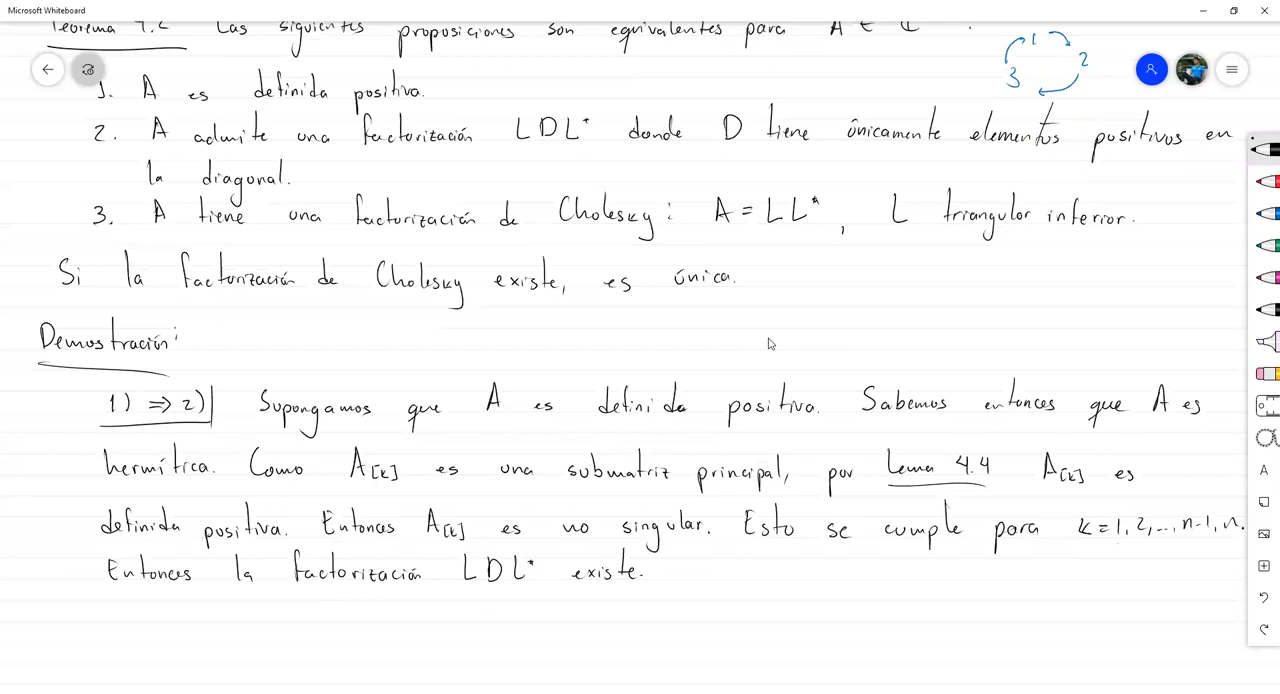 Microsoft Whiteboard
Las siguientes proposiciones son equivalentes para A ∈ ℂ
1 2 3
1. A es definida positiva.
2. A admite una factorización LDL* donde D tiene únicamente elementos positivos en
la diagonal.
3. A tiene una factorización de Cholesky: A = LL*, L triangular inferior.
Si la factorización de Cholesky existe, es única.
Demostración:
1) ⇒ 2) Supongamos que A es definida positiva. Sabemos entonces que A es
hermítica. Como A[k] es una submatriz principal, por Lema 4.4 A[k] es
definida positiva. Entonces A[k] es no singular. Esto se cumple para k=1,2,...,n-1,n.
Entonces la factorización LDL* existe.